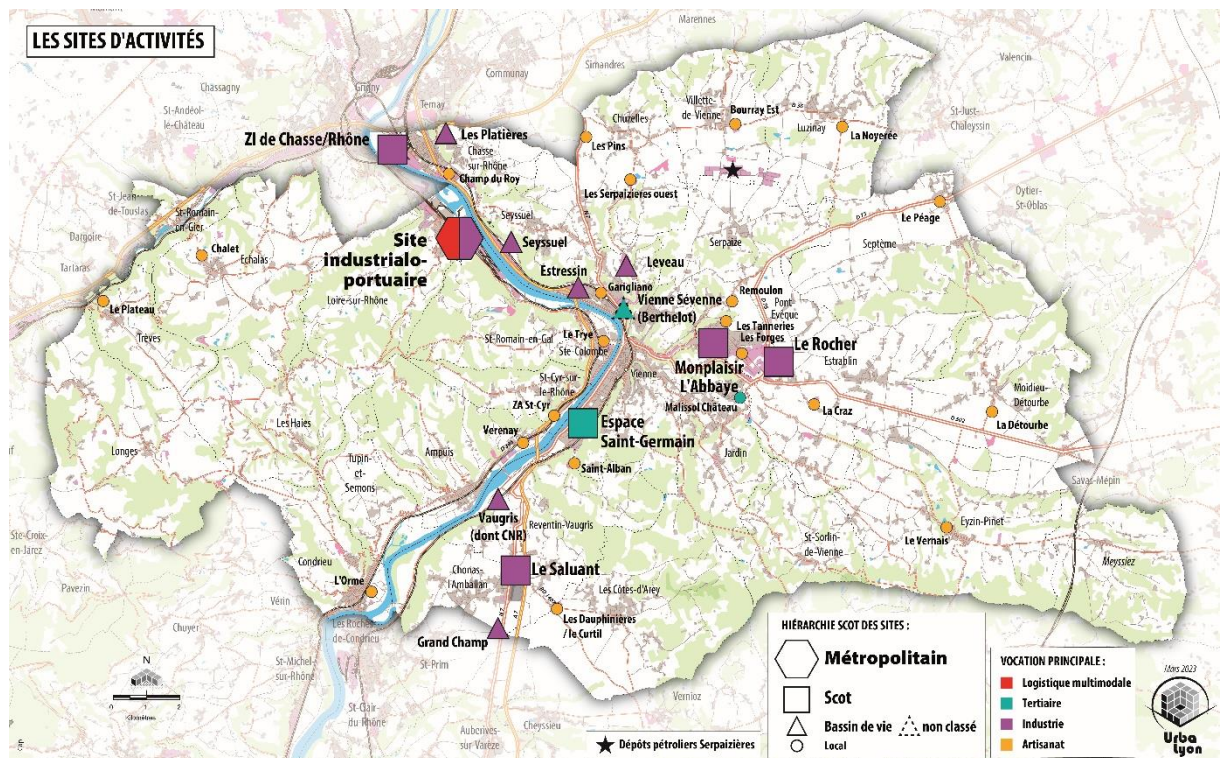 LES SITES D'ACTIVITÉS
Marennes
Simandres
Communay
Valencin
Chassagny
Grigny
Ternay
St-Andéol-
le-Château
Villette-
de-Vienne
Bourray Est
D 36
St-Just-
Chaleyssin
Chuzelles
Luzinay
La Noyerée
Les Pins
ZI de Chasse/Rhône
Les Platières
Chasse
sur-Rhône
Champ du Roy
Les Serpaizières ouest
St-Jean-
de-Touslas
Oytier-
St-Oblas
St-Romain-
en-Gier
Dargoire
Seyssuel
Le Péage
D 75
Serpaize
Septème
Chalet
Échalas
Site
industrialo-
portuaire
Seyssuel
Leveau
Tartaras
Estressin
Garigliano
Remoulon
Loire-sur-Rhône
Vienne Sévenne
(Berthelot)
Pont-
Evêque
Le Plateau
Trèves
Les Tanneries
Les Forges
Le Trye
St-Romain-en-Gal
Ste Colombe
Le Rocher
Estrablin
Monplaisir
L'Abbaye
Vienne
St-Cyr-sur-
le-Rhône
Moidieu-
Détourbe
ZA St-Cyr
Malissol Château
La Craz
D 502
La Détourbe
Espace
Saint-Germain
Les Haies
Verenay
Longes
Ampuis
Jardin
Tupin-
et-
Semons
Saint-Alban
Savas-Mépin
Vaugris
(dont CNR)
Reventin-Vaugris
Eyzin-Pinet
Ste-Croix-
en-Jarez
St-Sorlin-
de-Vienne
Le Vernais
Condrieu
Meyssiez
L'Orme
Chonas-
l'Amballan
Le Saluant
Pavezin
Les Côtes-d'Arey
Vérin
Les Dauphinières
/ le Curtil
N 7
A 7
Les Roches-
de-Condrieu
Chuyer
Grand Champ
St-Prim
N
St-Michel-
sur-Rhône
Vernioz
0 1 2
Kilomètres
St-Clair-
du Rhône
Cheyssieu
Auberives-
sur-Varèze
Dépôts pétroliers Serpaizières
HIÉRARCHIE SCOT DES SITES :
Métropolitain
Scot
Bassin de vie
non classé
Local
VOCATION PRINCIPALE :
Logistique multimodale
Tertiaire
Industrie
Artisanat
Mars 2023
Urba
Lyon